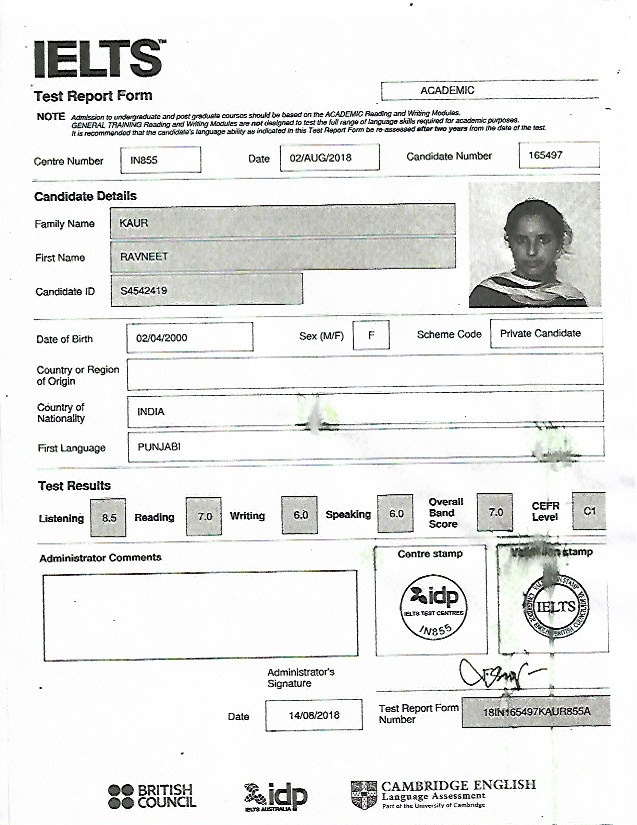 IELTS™
Test Report Form
ACADEMIC
NOTE Admission to undergraduate and post graduate courses should be based on the ACADEMIC Reading and Writing Modules.
GENERAL TRAINING Reading and Writing Modules are not designed to test the full range of language skills required for academic purposes.
It is recommended that the candidate's language ability as indicated in this Test Report Form be re-assessed after two years from the date of the test.
Centre Number IN855 Date 02/AUG/2018 Candidate Number 165497
Candidate Details
Family Name KAUR
First Name RAVNEET
Candidate ID S4542419
Date of Birth 02/04/2000 Sex (M/F) F Scheme Code Private Candidate
Country or Region
of Origin
Country of
Nationality INDIA
First Language PUNJABI
Test Results
Listening 8.5 Reading 7.0 Writing 6.0 Speaking 6.0 Overall Band Score 7.0 CEFR Level C1
Administrator Comments
Centre stamp
idp
IELTS TEST CENTRES
IN855
stamp
IELTS
Administrator's
Signature
Date 14/08/2018
Test Report Form
Number 18IN165497KAUR855A
BRITISH
COUNCIL
idp
IELTS AUSTRALIA
CAMBRIDGE ENGLISH
Language Assessment
Part of the University of Cambridge